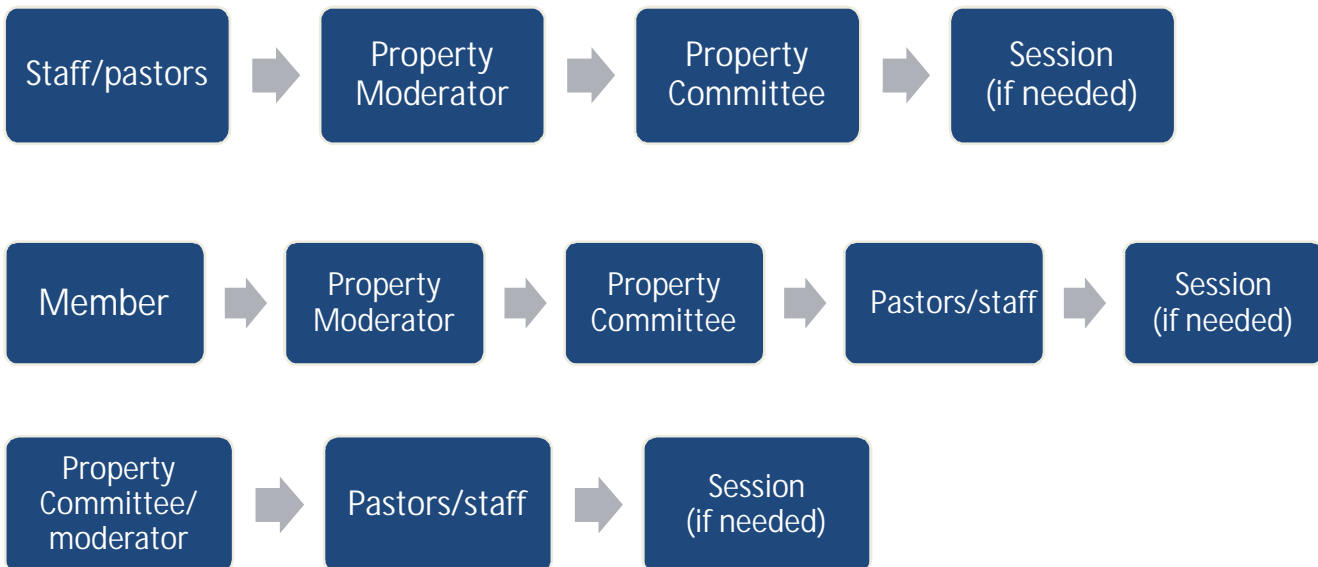 Staff/pastors
Property
Moderator
Property
Committee
Session
(if needed)
Member
Property
Moderator
Property
Committee
Pastors/staff
Session
(if needed)
Property
Committee/
moderator
Pastors/staff
Session
(if needed)